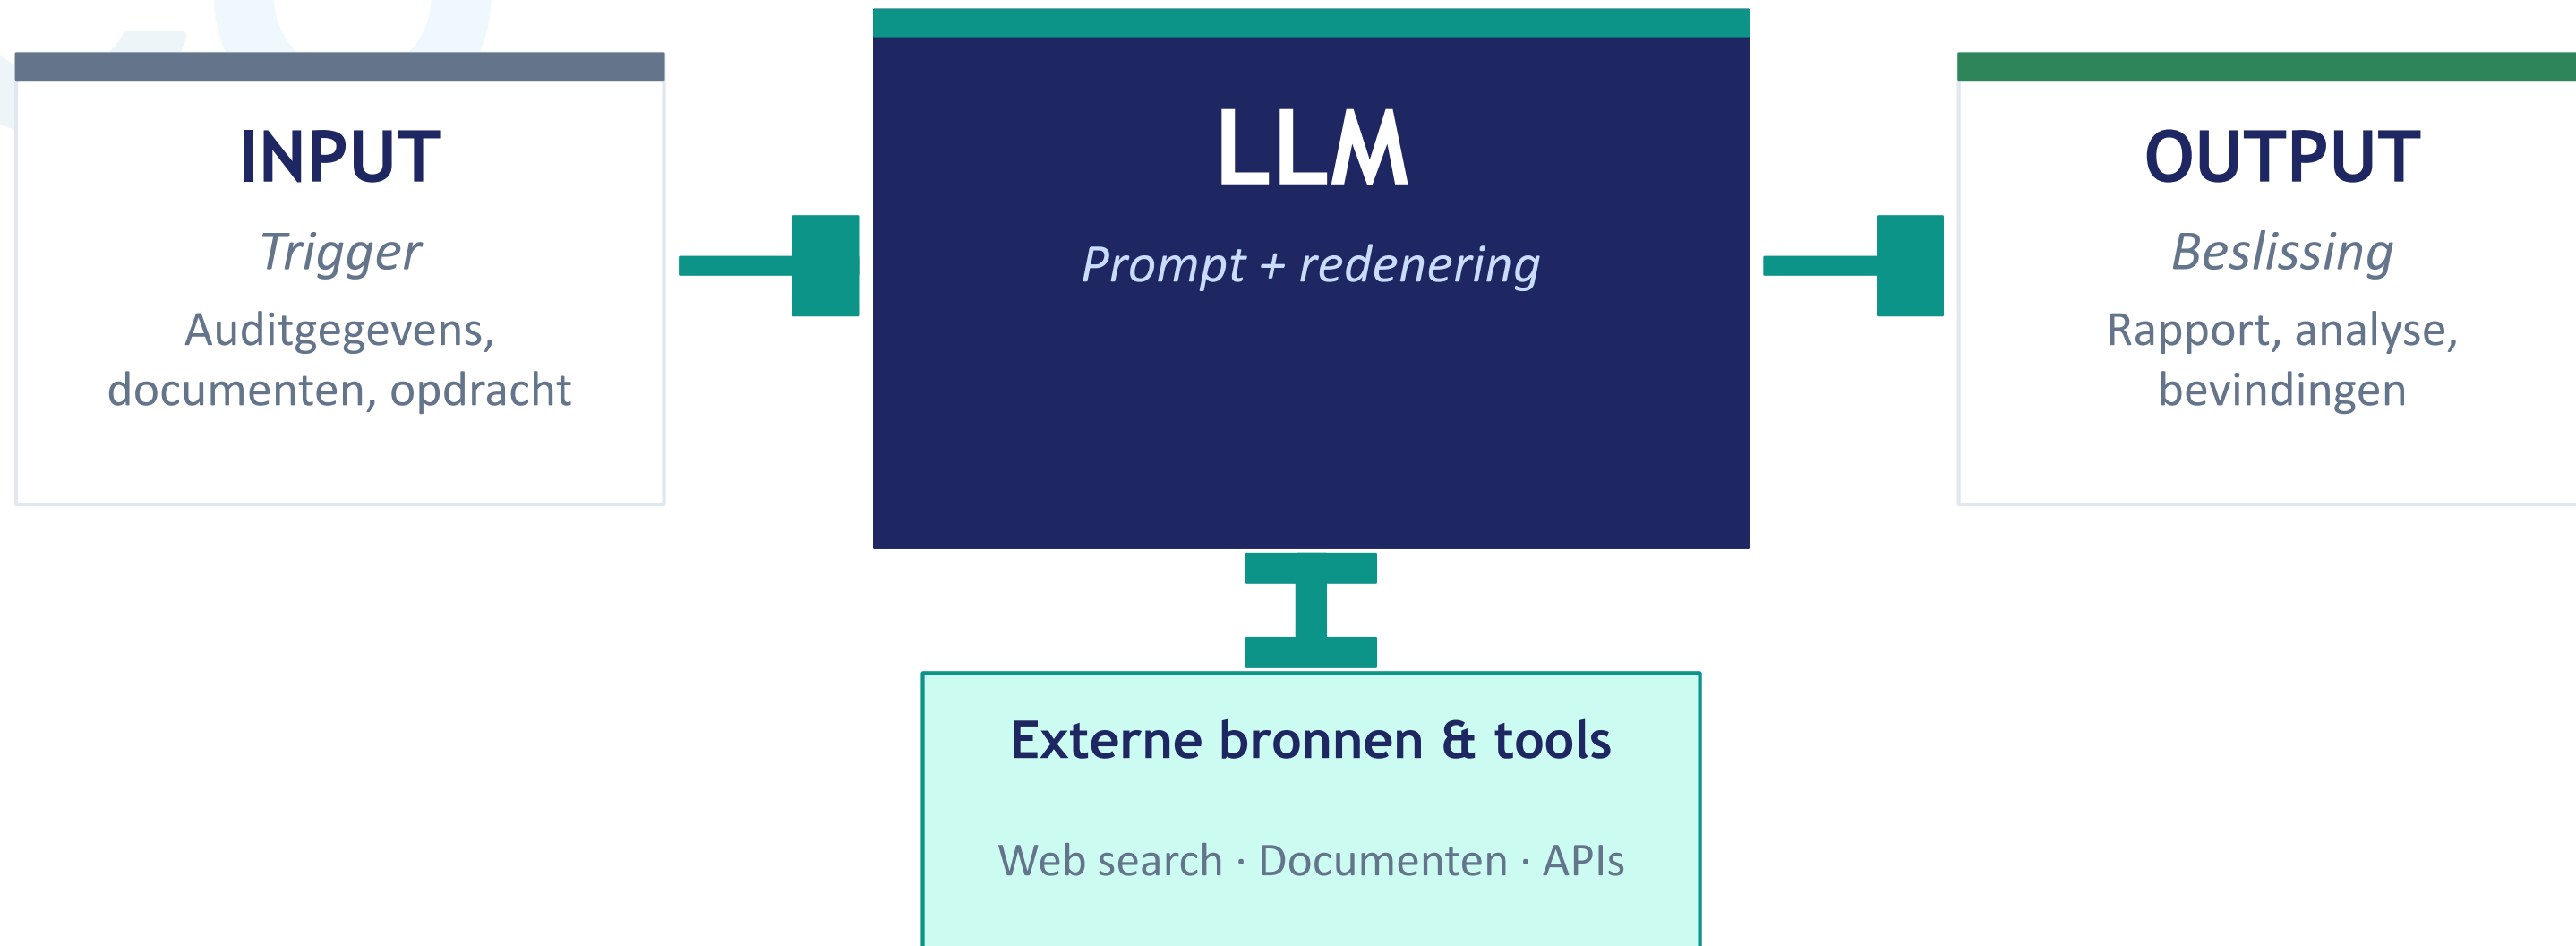 INPUT
Trigger
Auditgegevens,
documenten, opdracht
LLM
Prompt + redenering
OUTPUT
Beslissing
Rapport, analyse,
bevindingen
Externe bronnen & tools
Web search · Documenten · APIs